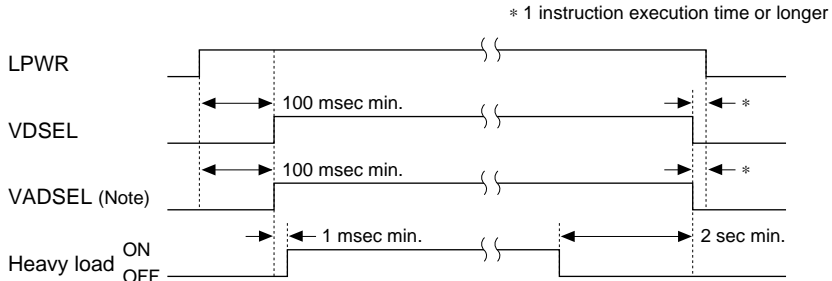 * 1 instruction execution time or longer
LPWR
100 msec min.
*
VDSEL
100 msec min.
*
VADSEL (Note)
1 msec min.
2 sec min.
Heavy load ON
OFF